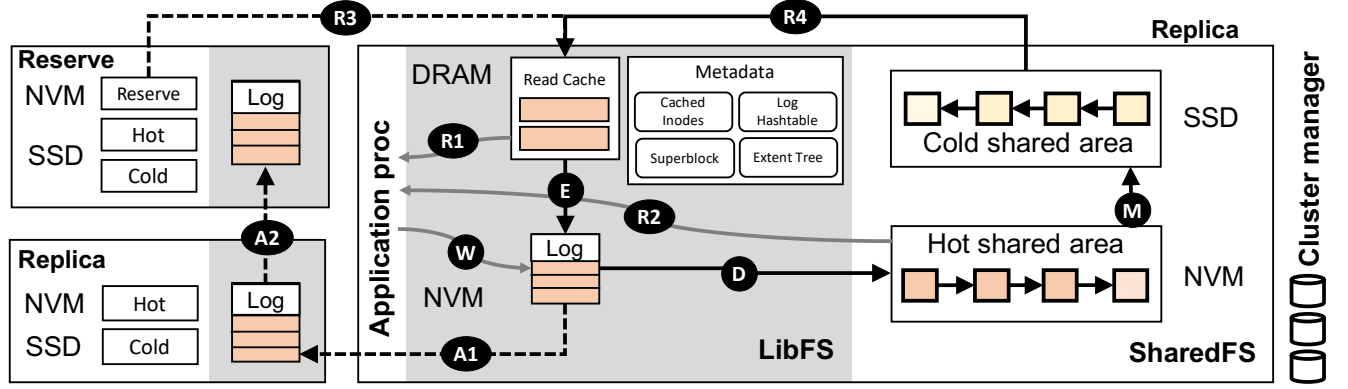 R3
R4
Replica
Reserve
NVM
Reserve
Hot
SSD
Cold
Log
A2
Replica
NVM
Hot
SSD
Cold
Log
A1
Application proc
DRAM
Read Cache
R1
E
R2
W
Log
NVM
D
Metadata
Cached
Inodes
Log
Hashtable
Superblock
Extent Tree
LibFS
Cold shared area
SSD
M
Hot shared area
NVM
SharedFS
Cluster manager